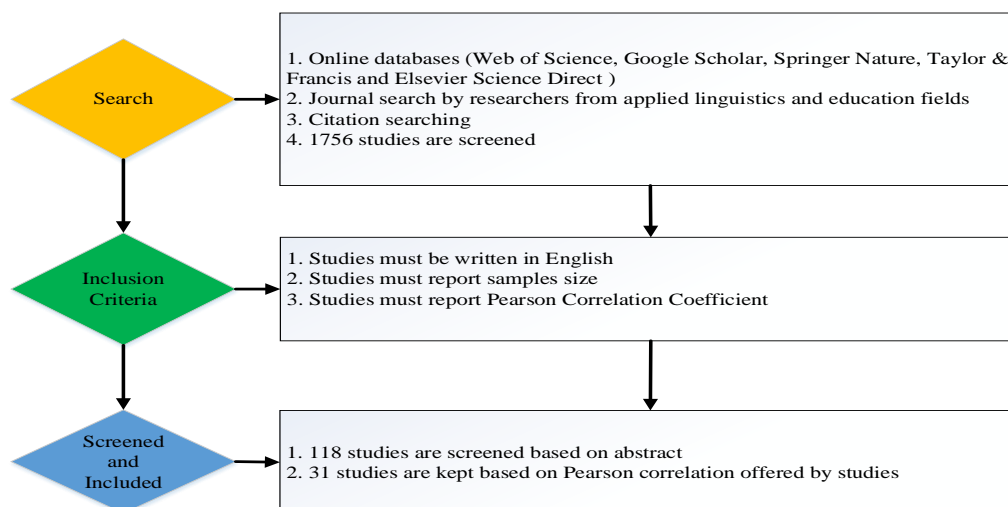 Search
1. Online databases (Web of Science, Google Scholar, Springer Nature, Taylor &
Francis and Elsevier Science Direct )
2. Journal search by researchers from applied linguistics and education fields
3. Citation searching
4. 1756 studies are screened
Inclusion
Criteria
1. Studies must be written in English
2. Studies must report samples size
3. Studies must report Pearson Correlation Coefficient
Screened
and
Included
1. 118 studies are screened based on abstract
2. 31 studies are kept based on Pearson correlation offered by studies